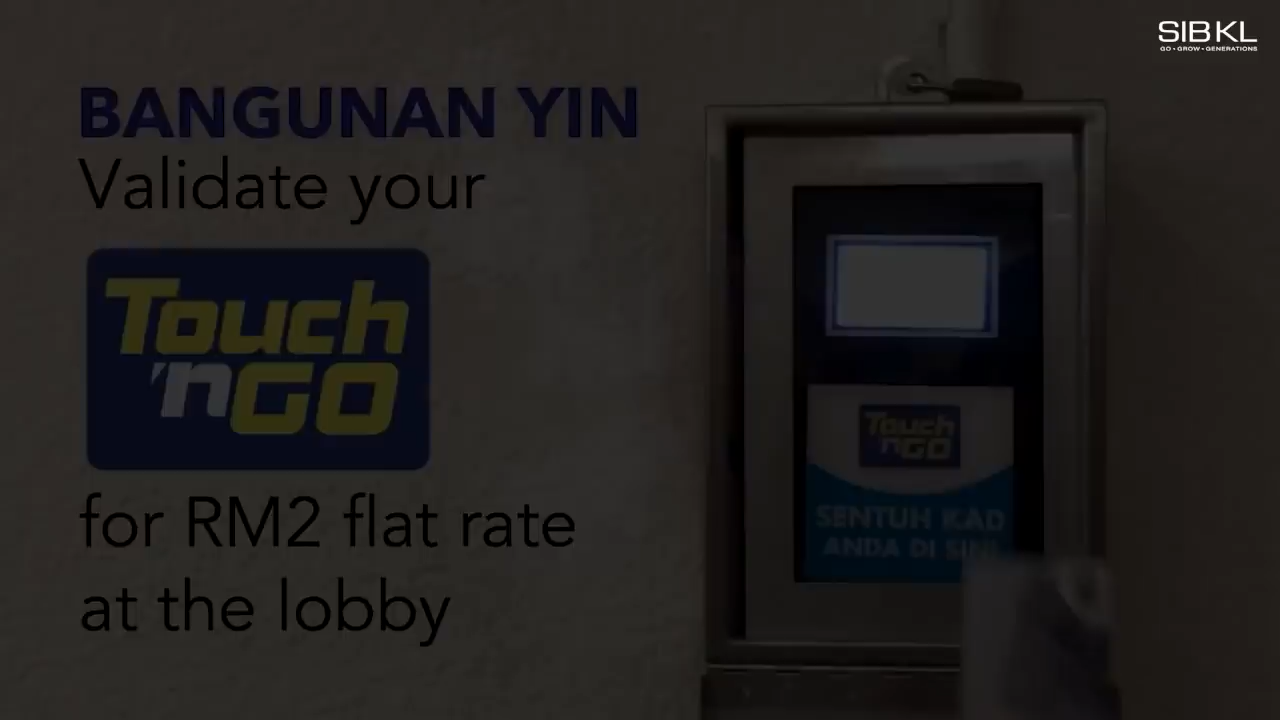 SIBKL
GO • GROW • GENERATIONS
BANGUNAN YIN
Validate your
Touch
'nGO
for RM2 flat rate
at the lobby
Touch
'nGO
SENTUH KAD
ANDA DI SINI